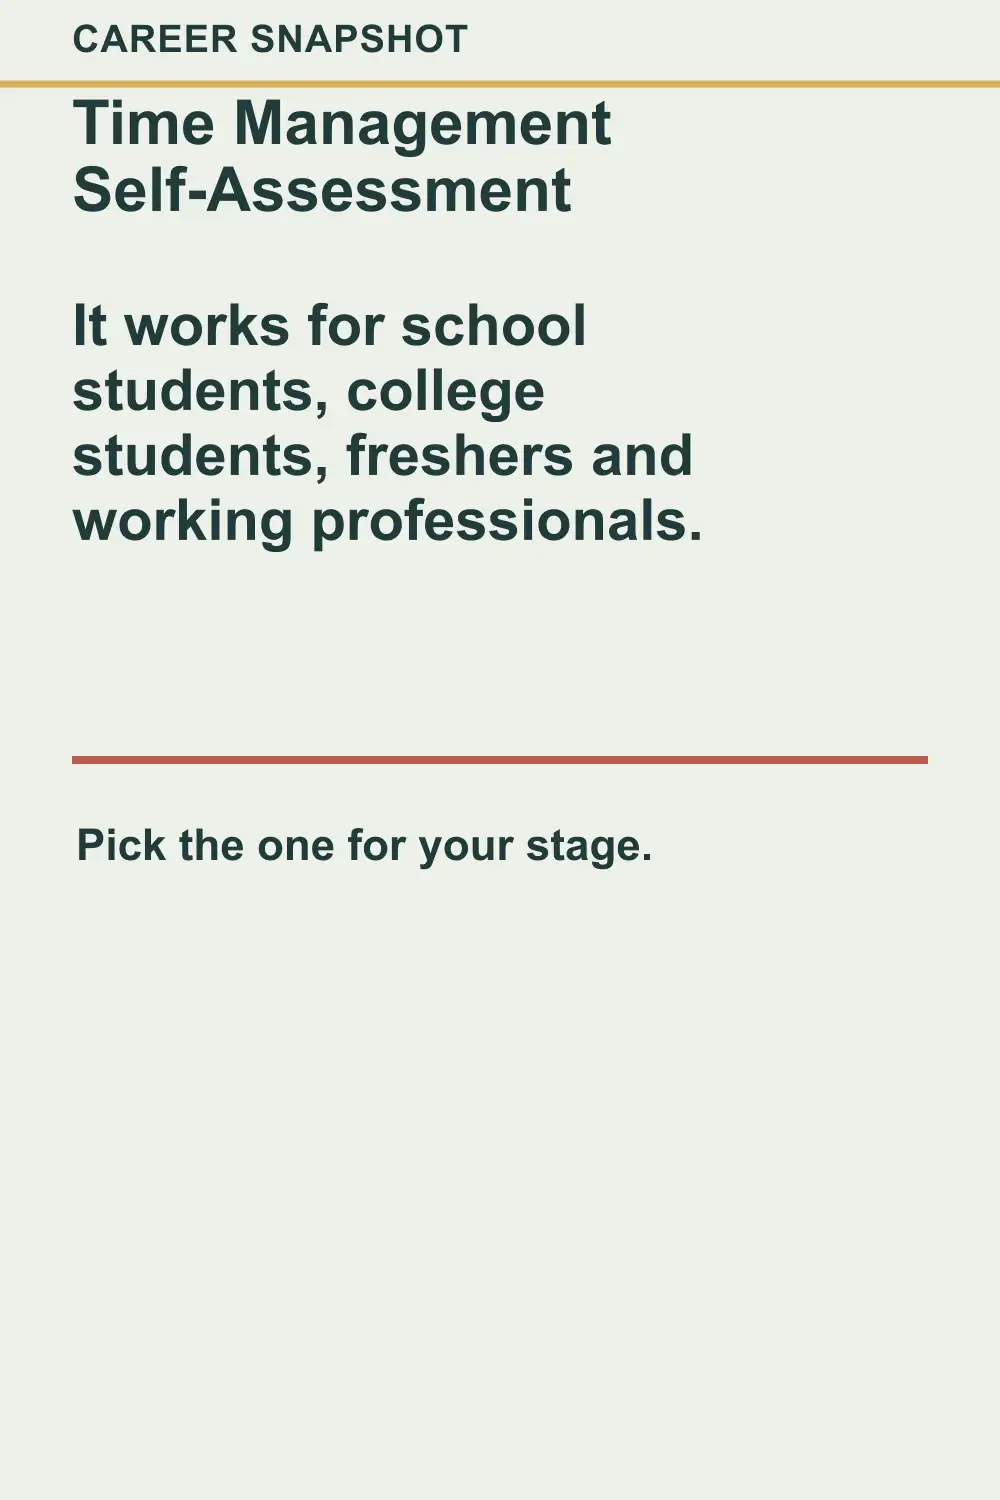 CAREER SNAPSHOT
Time Management
Self-Assessment
It works for school
students, college
students, freshers and
working professionals.
Pick the one for your stage.